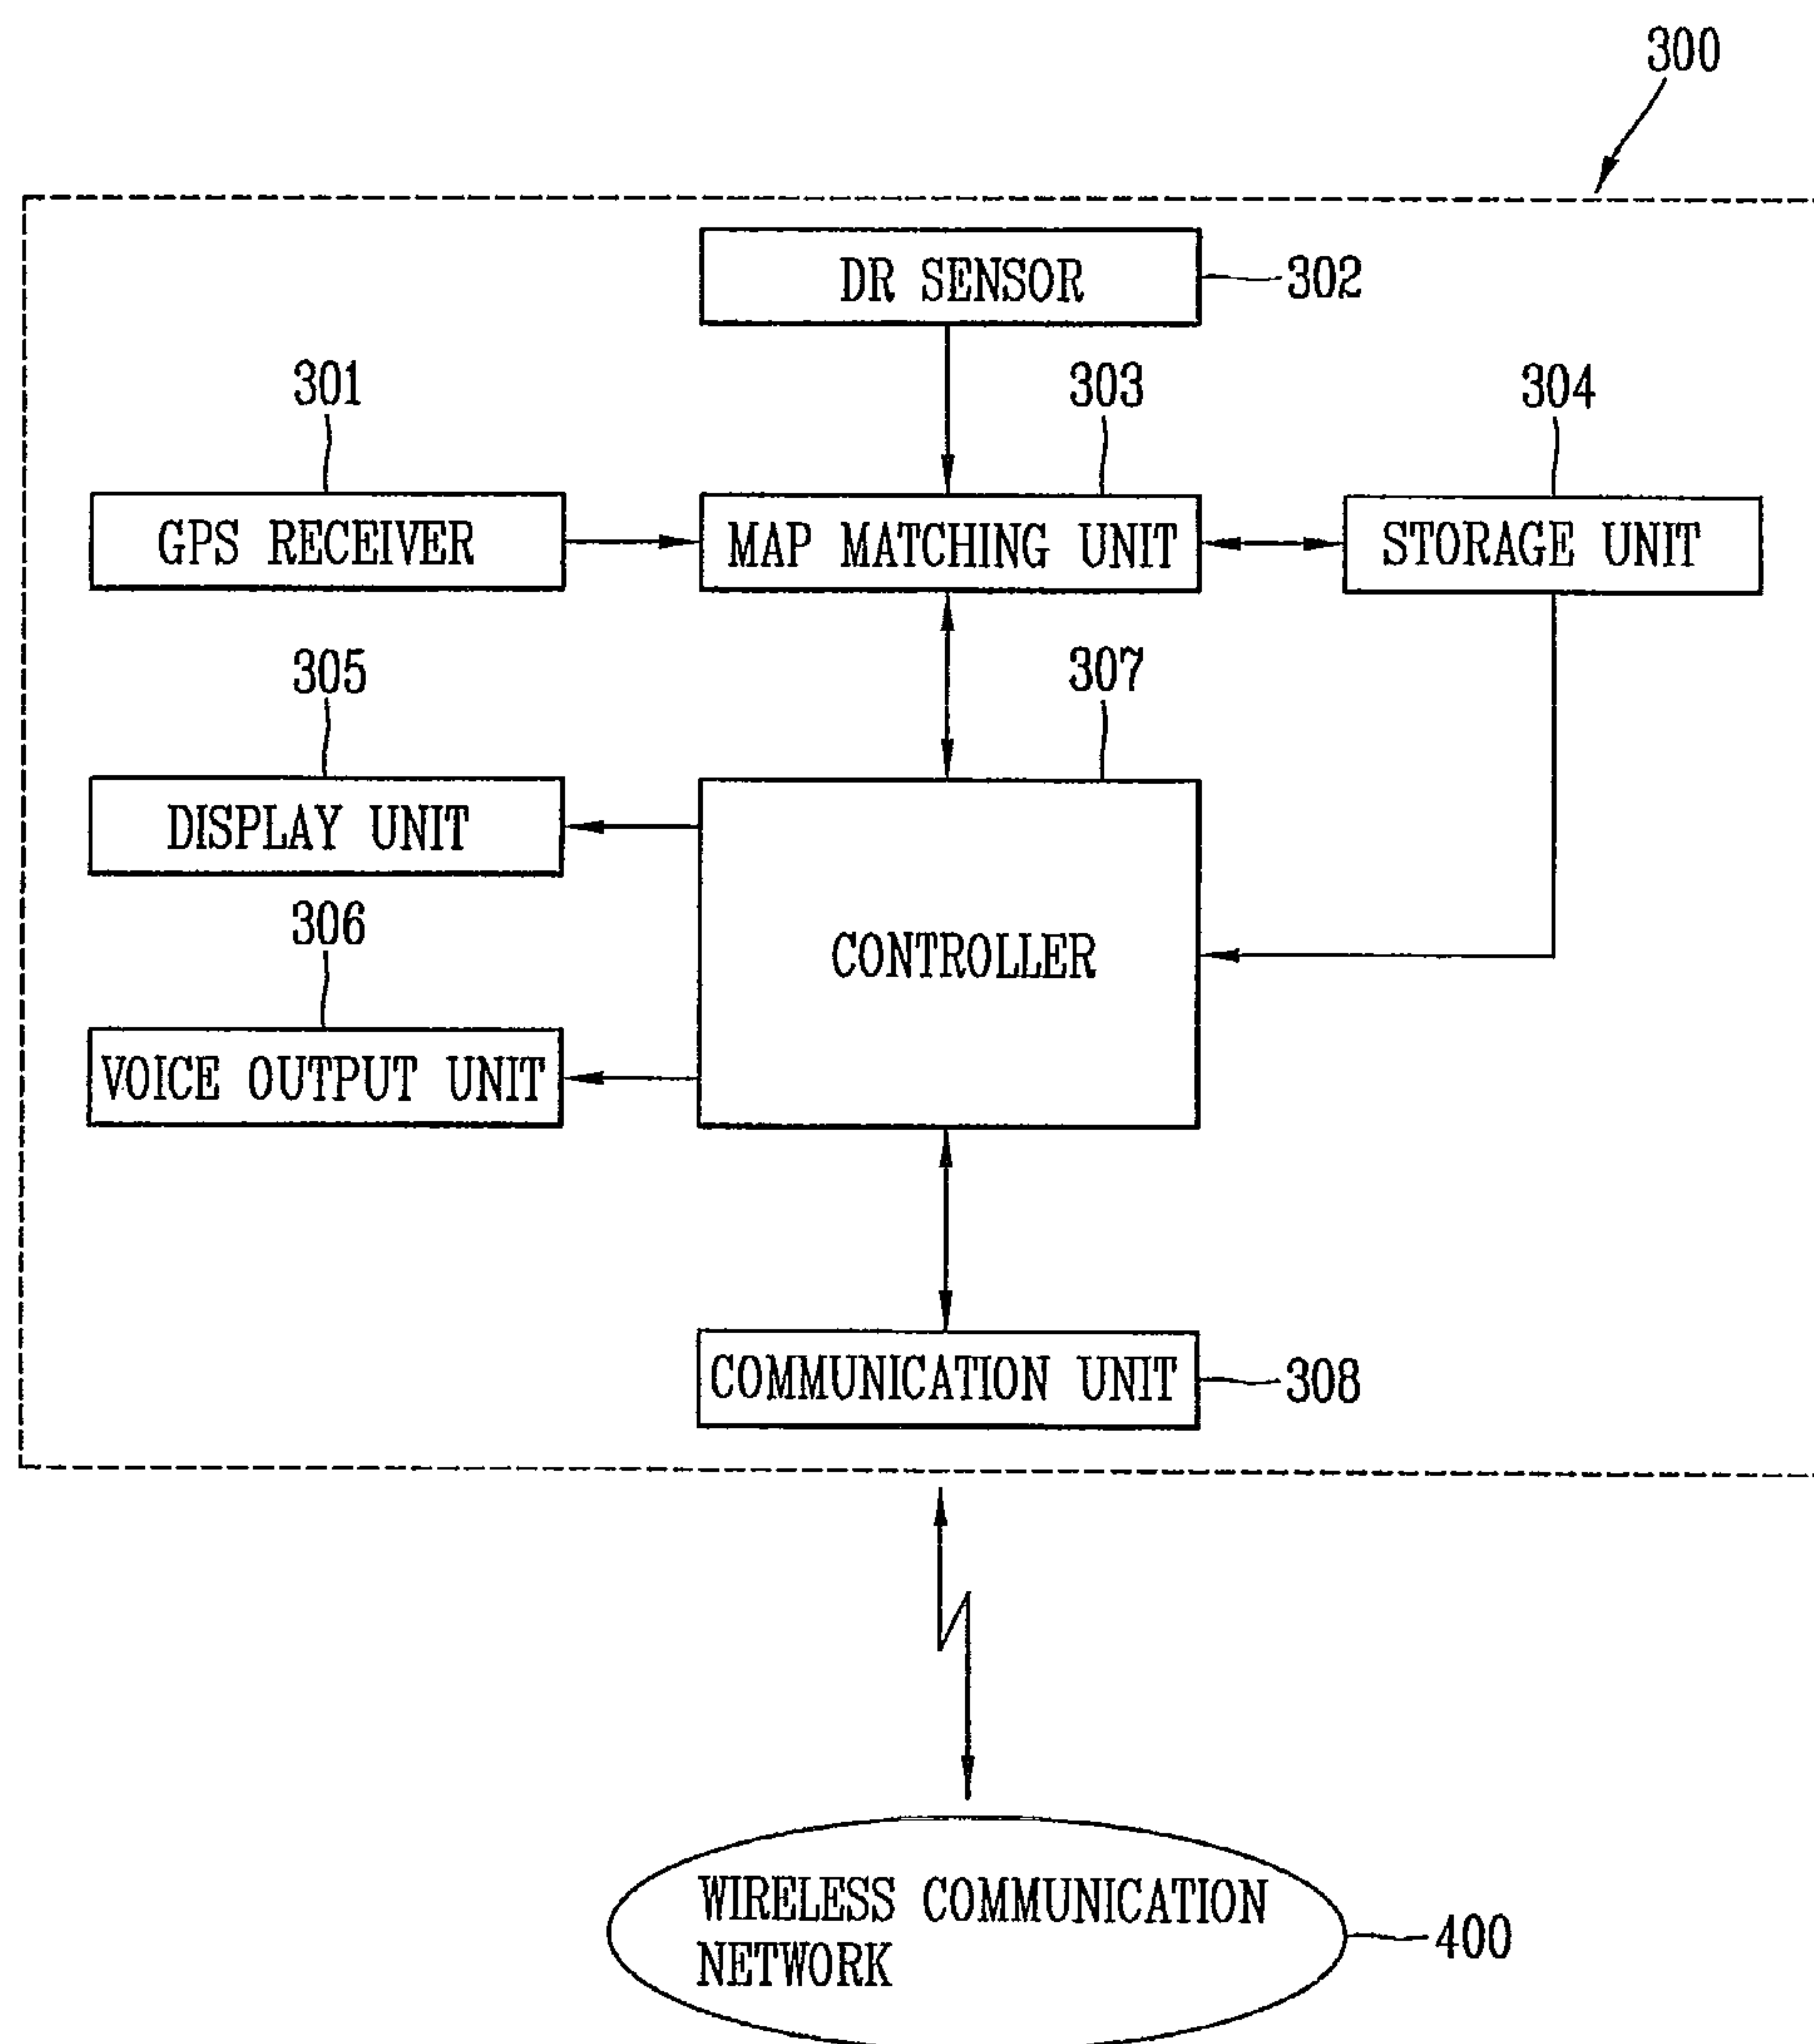 300
DR SENSOR
302
301
303
304
GPS RECEIVER
MAP MATCHING UNIT
STORAGE UNIT
305
307
DISPLAY UNIT
306
CONTROLLER
VOICE OUTPUT UNIT
COMMUNICATION UNIT
308
WIRELESS COMMUNICATION
NETWORK
400